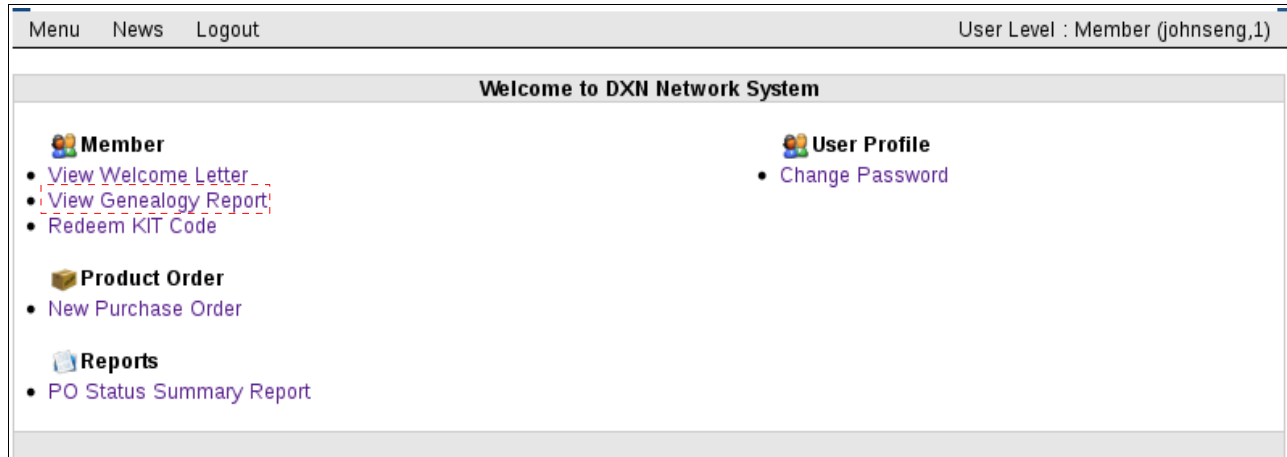 Menu News Logout User Level : Member (johnseng,1)
Welcome to DXN Network System
Member
View Welcome Letter
View Genealogy Report
Redeem KIT Code
Product Order
New Purchase Order
Reports
PO Status Summary Report
User Profile
Change Password